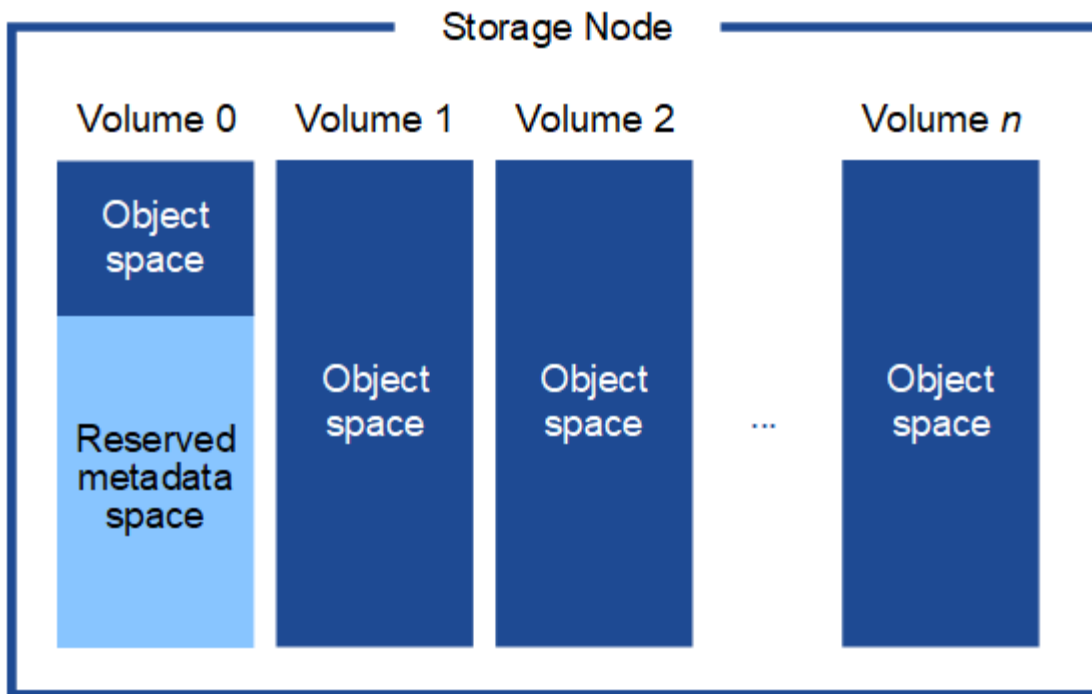 Storage Node
Volume 0
Volume 1
Volume 2
Volume n
Object
space
Reserved
metadata
space
Object
space
Object
space
...
Object
space